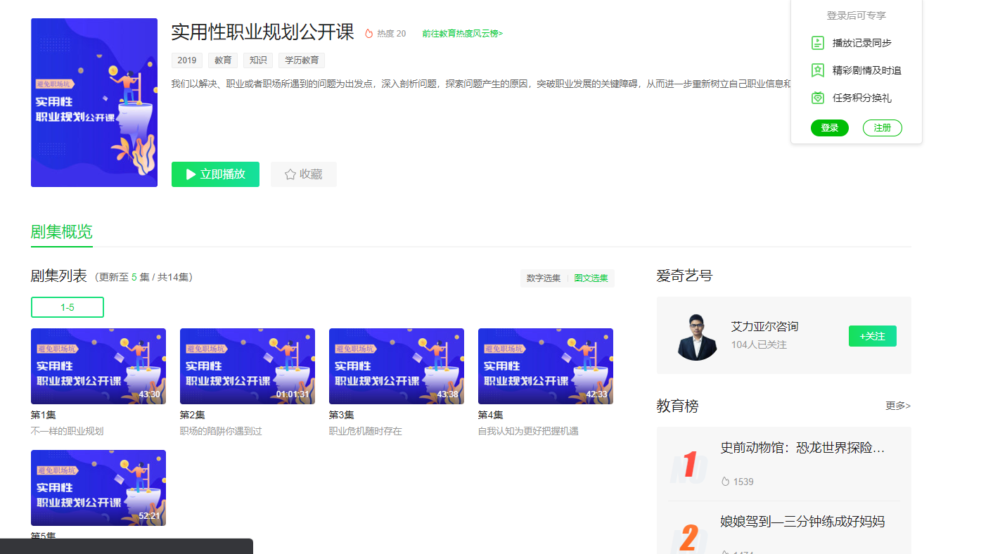 避免职场坑
实用性
职业规划公开课
实用性职业规划公开课
热度 20
前往教育热度风云榜>
2019
教育
知识
学历教育
我们以解决、职业或者职场所遇到的问题为出发点，深入剖析问题，探索问题产生的原因，突破职业发展的关键障碍，从而进一步重新树立自己职业信息和
立即播放
收藏
登录后可专享
播放记录同步
精彩剧情及时追
任务积分换礼
登录
注册
剧集概览
剧集列表（更新至 5 集 / 共14集）
数字选集
图文选集
1-5
避免职场坑
实用性
职业规划公开课
43:30
第1集
不一样的职业规划
避免职场坑
实用性
职业规划公开课
01:01:31
第2集
职场的陷阱你遇到过
避免职场坑
实用性
职业规划公开课
43:38
第3集
职业危机随时存在
避免职场坑
实用性
职业规划公开课
42:33
第4集
自我认知为更好把握机遇
避免职场坑
实用性
职业规划公开课
52:21
第5集
爱奇艺号
艾力亚尔咨询
104人已关注
+关注
教育榜
更多>
NO
1
史前动物馆：恐龙世界探险…
1539
NO
2
娘娘驾到—三分钟练成好妈妈